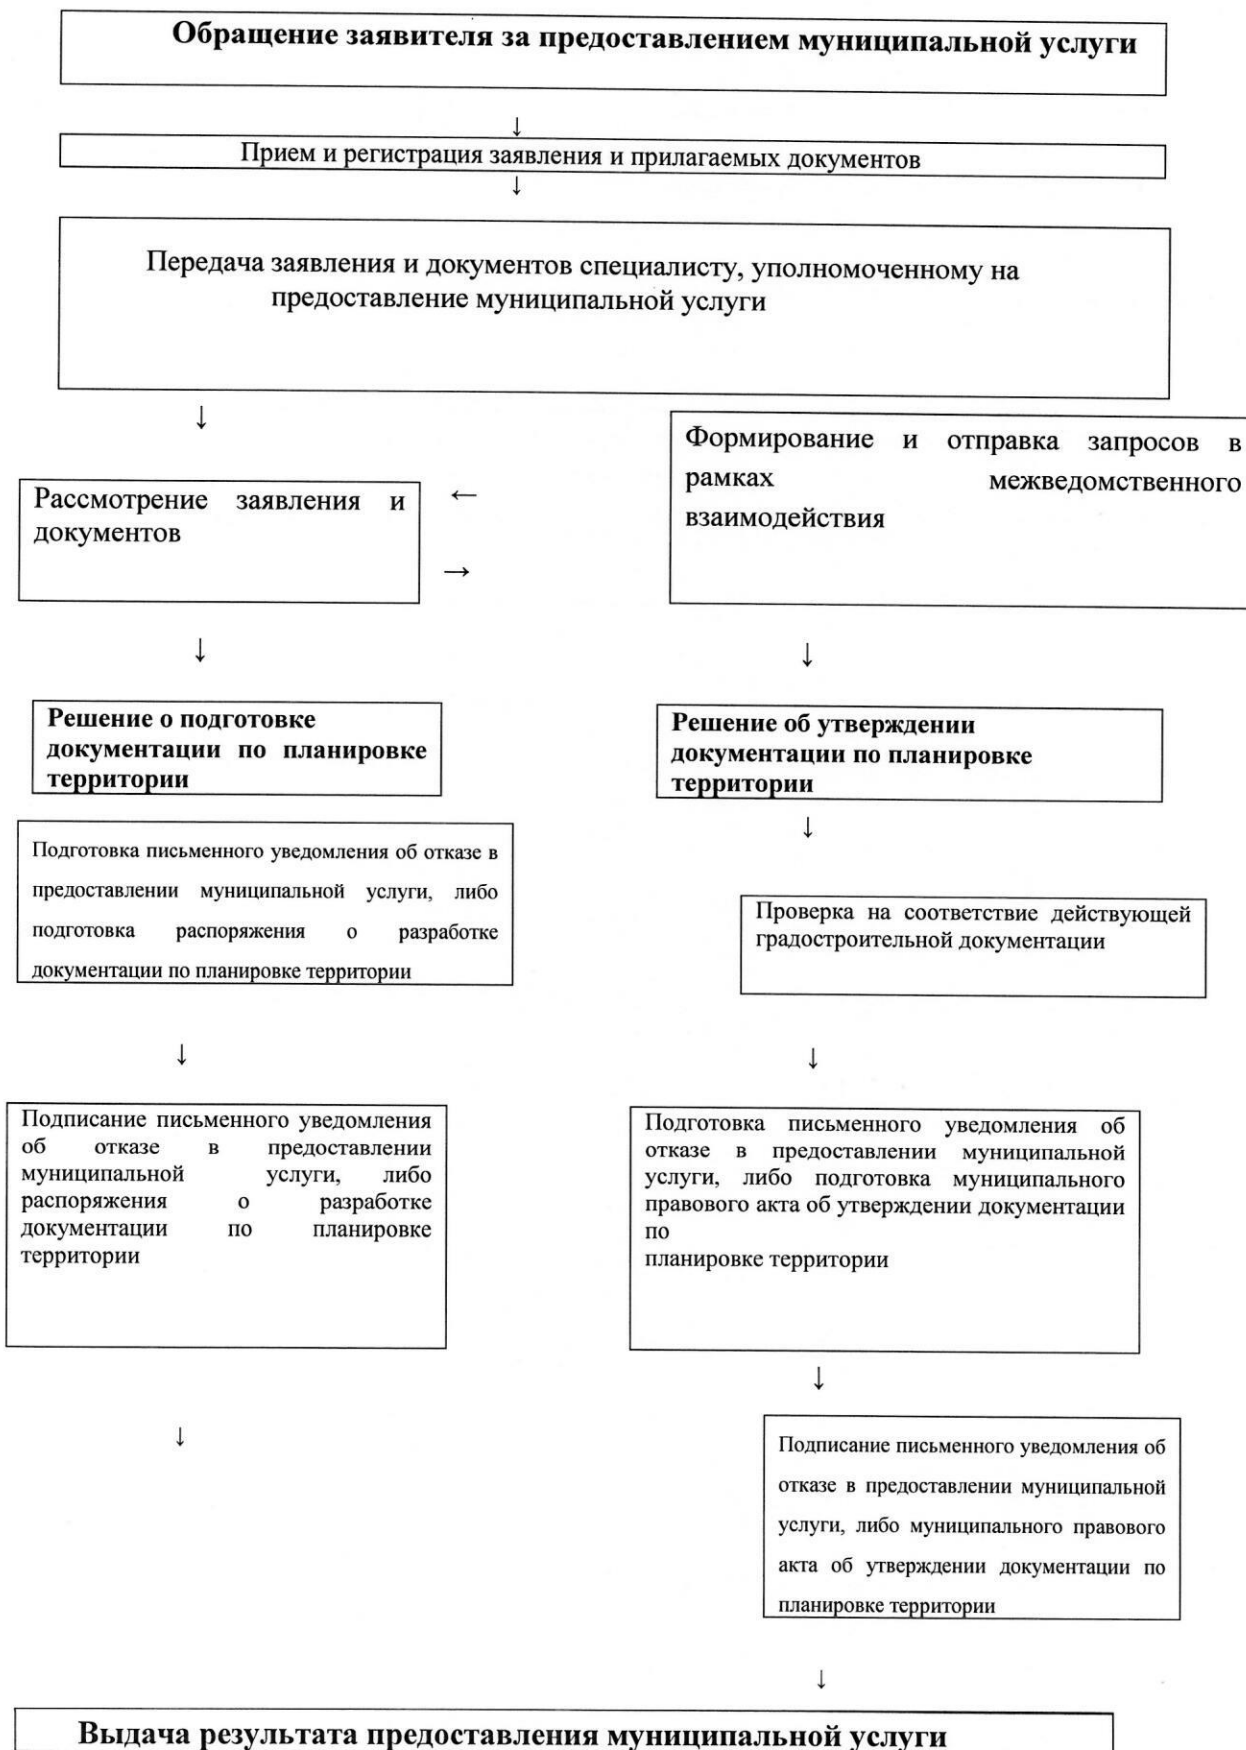 Обращение заявителя за предоставлением муниципальной услуги
↓
Прием и регистрация заявления и прилагаемых документов
↓
Передача заявления и документов специалисту, уполномоченному на
предоставление муниципальной услуги
↓
Формирование и отправка запросов в
рамках межведомственного
взаимодействия
Рассмотрение заявления и
документов
←
→
↓
↓
Решение о подготовке
документации по планировке
территории
Решение об утверждении
документации по планировке
территории
↓
Подготовка письменного уведомления об отказе в
предоставлении муниципальной услуги, либо
подготовка распоряжения о разработке
документации по планировке территории
Проверка на соответствие действующей
градостроительной документации
↓
↓
Подписание письменного уведомления
об отказе в предоставлении
муниципальной услуги, либо
распоряжения о разработке
документации по планировке
территории
Подготовка письменного уведомления об
отказе в предоставлении муниципальной
услуги, либо подготовка муниципального
правового акта об утверждении документации
по
планировке территории
↓
↓
Подписание письменного уведомления об
отказе в предоставлении муниципальной
услуги, либо муниципального правового
акта об утверждении документации по
планировке территории
↓
Выдача результата предоставления муниципальной услуги